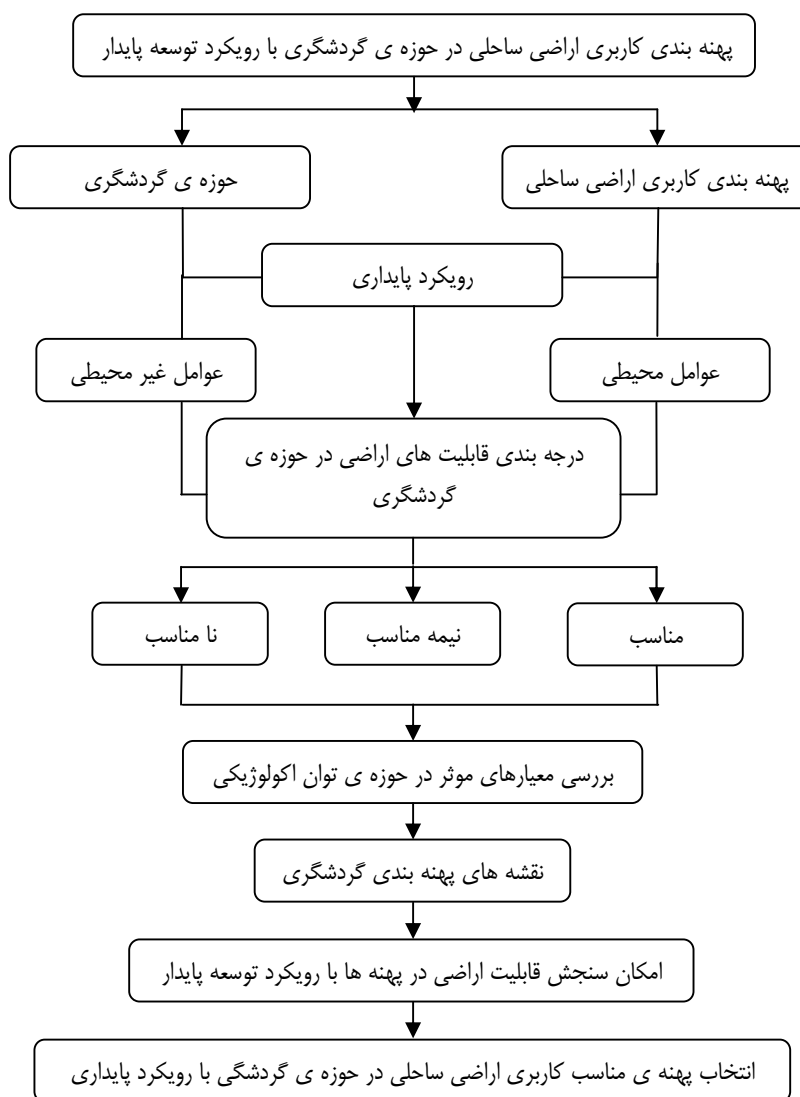 پهنه بندی کاربری اراضی ساحلی در حوزه ی گردشگری با رویکرد توسعه پایدار
پهنه بندی کاربری اراضی ساحلی
حوزه ی گردشگری
رویکرد پایداری
عوامل محیطی
عوامل غیر محیطی
درجه بندی قابلیت های اراضی در حوزه ی
گردشگری
مناسب
نیمه مناسب
نا مناسب
بررسی معیارهای موثر در حوزه ی توان اکولوژیکی
نقشه های پهنه بندی گردشگری
امکان سنجش قابلیت اراضی در پهنه ها با رویکرد توسعه پایدار
انتخاب پهنه ی مناسب کاربری اراضی ساحلی در حوزه ی گردشگی با رویکرد پایداری